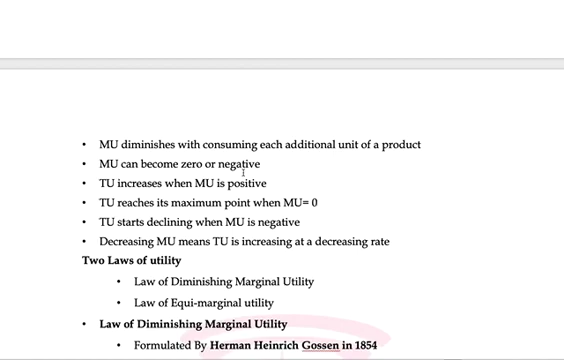 • MU diminishes with consuming each additional unit of a product
• MU can become zero or negative
• TU increases when MU is positive
• TU reaches its maximum point when MU= 0
• TU starts declining when MU is negative
• Decreasing MU means TU is increasing at a decreasing rate
Two Laws of utility
• Law of Diminishing Marginal Utility
• Law of Equi-marginal utility
• Law of Diminishing Marginal Utility
• Formulated By Herman Heinrich Gossen in 1854